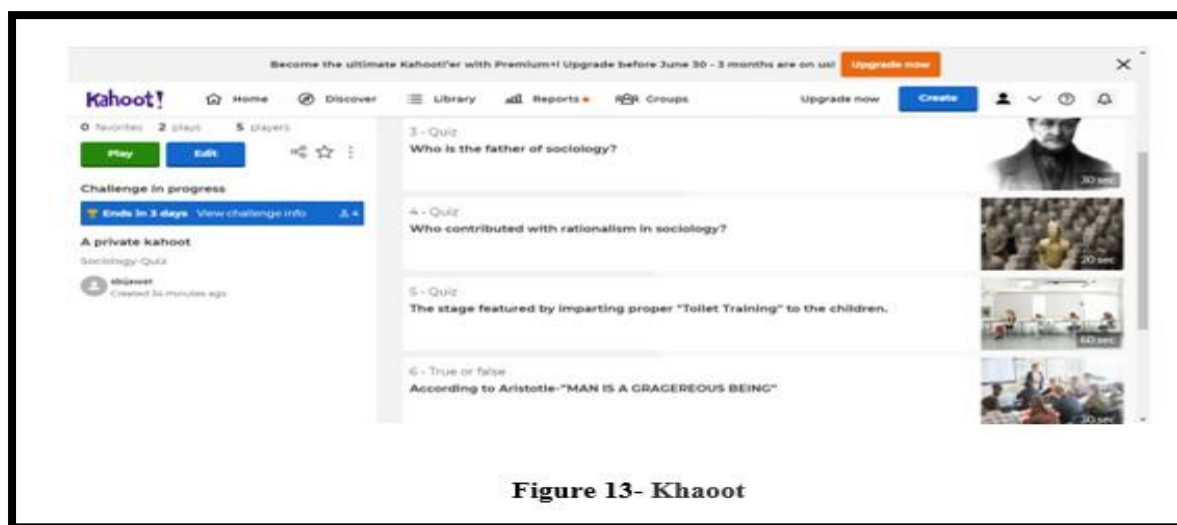 Become the ultimate Kahoot!'er with Premium+! Upgrade before June 30 - 3 months are on us! Upgrade now
Kahoot! Home Discover Library Reports Groups Upgrade now Create
0 favorites 2 plays 5 players
Play Edit
Challenge in progress
Ends in 3 days View challenge info 4
A private kahoot
Sociology-Quiz
Created 34 minutes ago
3 - Quiz
Who is the father of sociology?
30 sec
4 - Quiz
Who contributed with rationalism in sociology?
20 sec
5 - Quiz
The stage featured by imparting proper "Toilet Training" to the children.
60 sec
6 - True or false
According to Aristotle-"MAN IS A GRAGEREOUS BEING"
30 sec
Figure 13- Khaoot